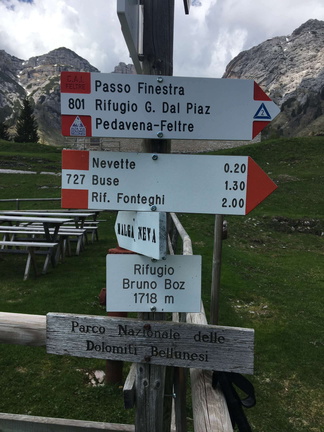 C.A.I.
FELTRE
Passo Finestra
801 Rifugio G. Dal Piaz
Pedavena-Feltre
Nevette 0.20
727 Buse 1.30
Rif. Fonteghi 2.00
MALGA NEVA
Rifugio
Bruno Boz
1718 m
Parco Nazionale delle
Dolomiti Bellunesi